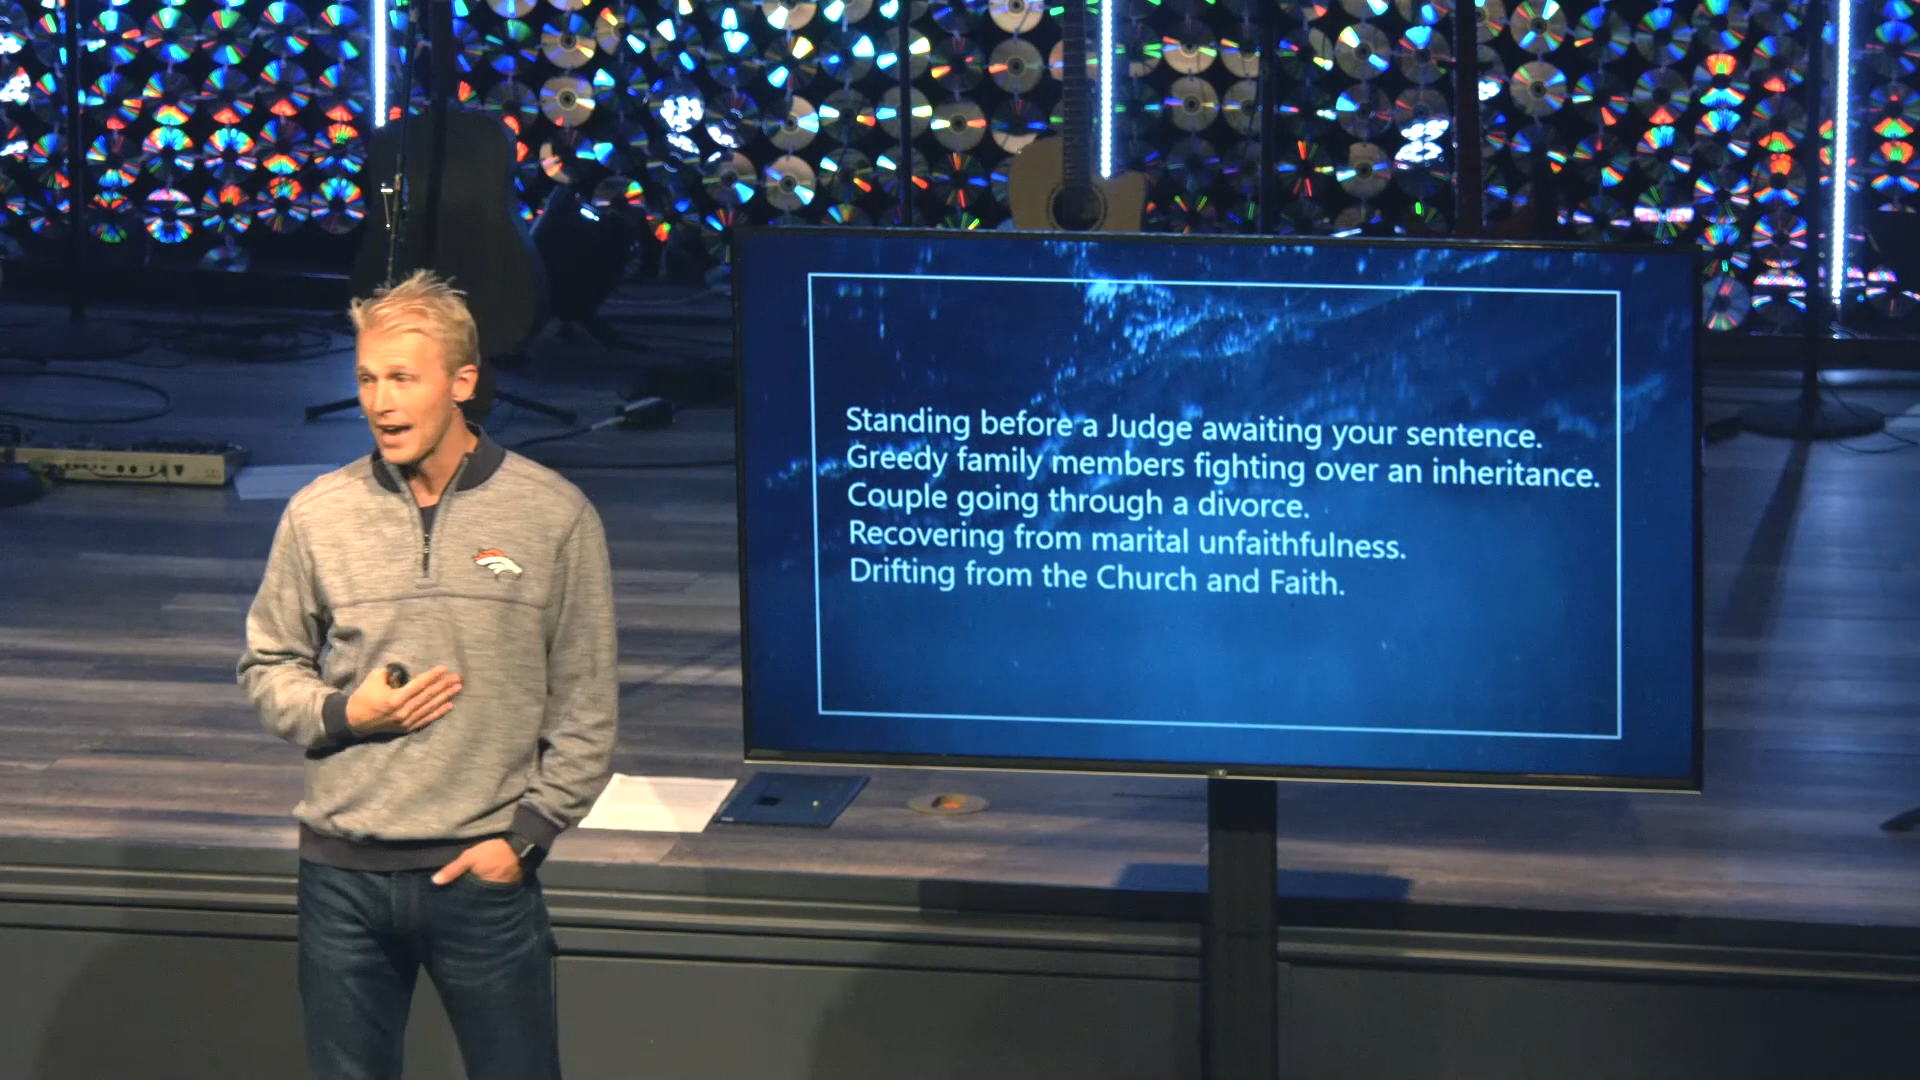 Standing before a Judge awaiting your sentence.
Greedy family members fighting over an inheritance.
Couple going through a divorce.
Recovering from marital unfaithfulness.
Drifting from the Church and Faith.